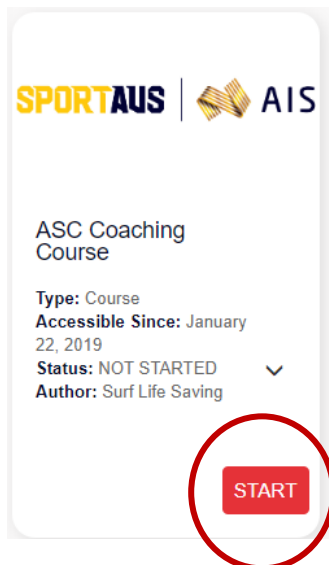 SPORTAUS AIS
ASC Coaching
Course
Type: Course
Accessible Since: January
22, 2019
Status: NOT STARTED
Author: Surf Life Saving
START